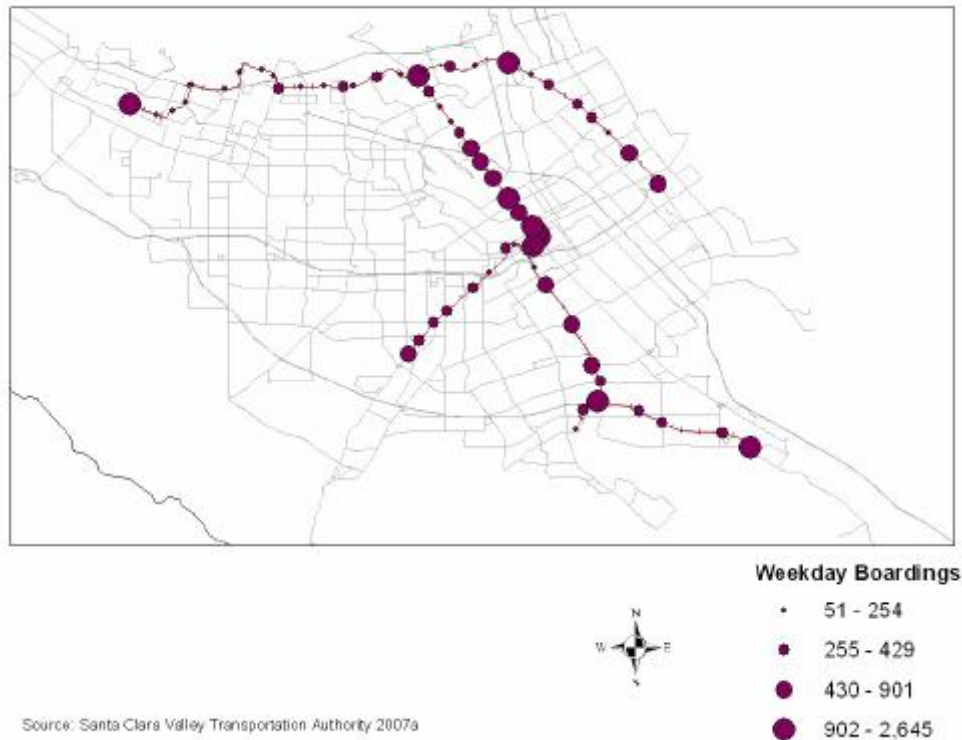 Weekday Boardings
51 - 254
255 - 429
430 - 901
902 - 2,645
N
W E
S
Source: Santa Clara Valley Transportation Authority 2007a